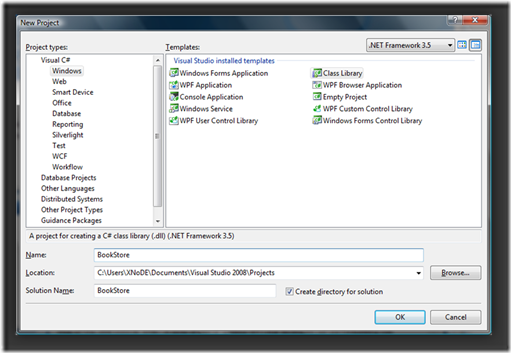 New Project
Project types:
Templates:
.NET Framework 3.5
Visual C#
Windows
Web
Smart Device
Office
Database
Reporting
Silverlight
Test
WCF
Workflow
Database Projects
Other Languages
Distributed Systems
Other Project Types
Guidance Packages
Visual Studio installed templates
Windows Forms Application
Class Library
WPF Application
WPF Browser Application
Console Application
Empty Project
Windows Service
WPF Custom Control Library
WPF User Control Library
Windows Forms Control Library
A project for creating a C# class library (.dll) (.NET Framework 3.5)
Name: BookStore
Location: C:\Users\XNoDE\Documents\Visual Studio 2008\Projects Browse...
Solution Name: BookStore Create directory for solution
OK Cancel